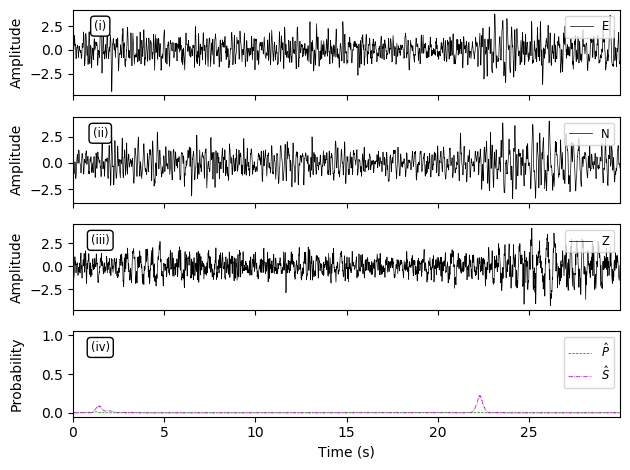 Amplitude
2.5
0.0
−2.5
(i)
E
Amplitude
2.5
0.0
−2.5
(ii)
N
Amplitude
2.5
0.0
−2.5
(iii)
Z
Probability
1.0
0.5
0.0
(iv)
P̂
Ŝ
0 5 10 15 20 25
Time (s)